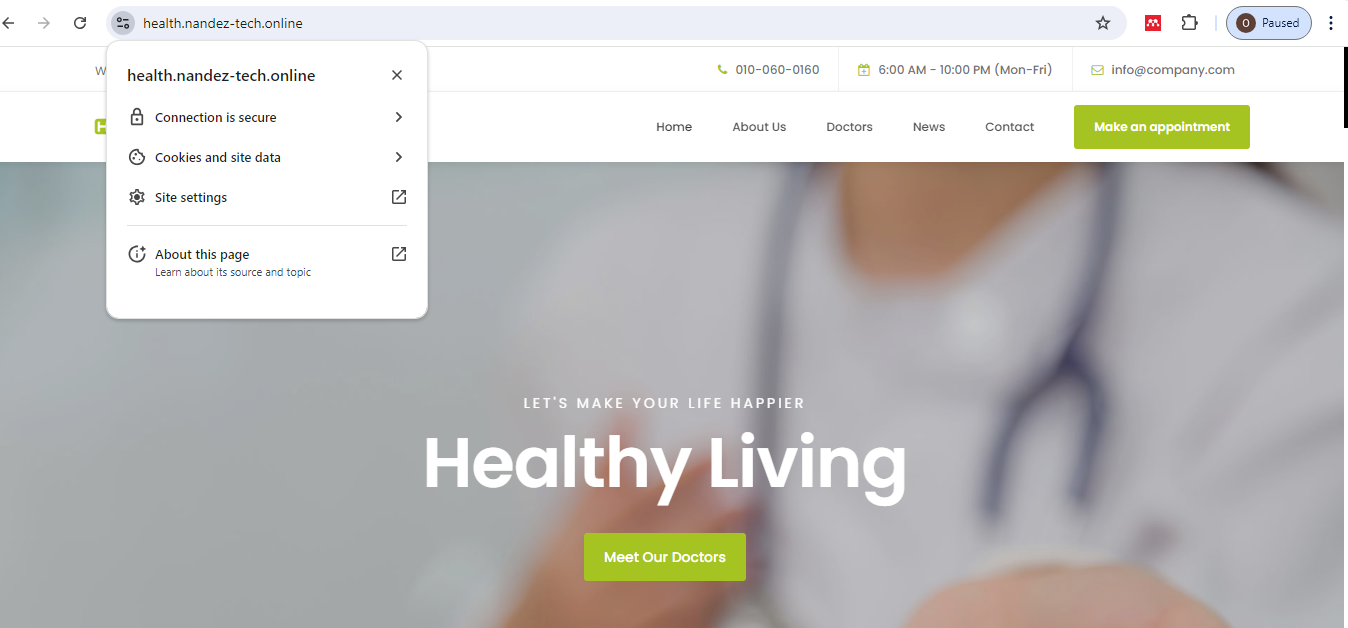 health.nandez-tech.online
O Paused
health.nandez-tech.online
Connection is secure
Cookies and site data
Site settings
About this page
Learn about its source and topic
W
010-060-0160
6:00 AM - 10:00 PM (Mon-Fri)
info@company.com
H
Home
About Us
Doctors
News
Contact
Make an appointment
LET'S MAKE YOUR LIFE HAPPIER
Healthy Living
Meet Our Doctors